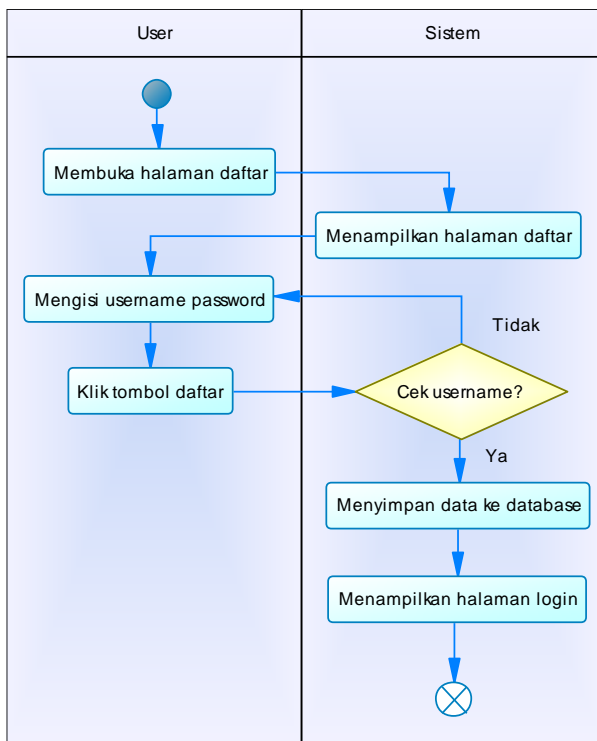 User
Sistem
Membuka halaman daftar
Menampilkan halaman daftar
Mengisi username password
Tidak
Klik tombol daftar
Cek username?
Ya
Menyimpan data ke database
Menampilkan halaman login